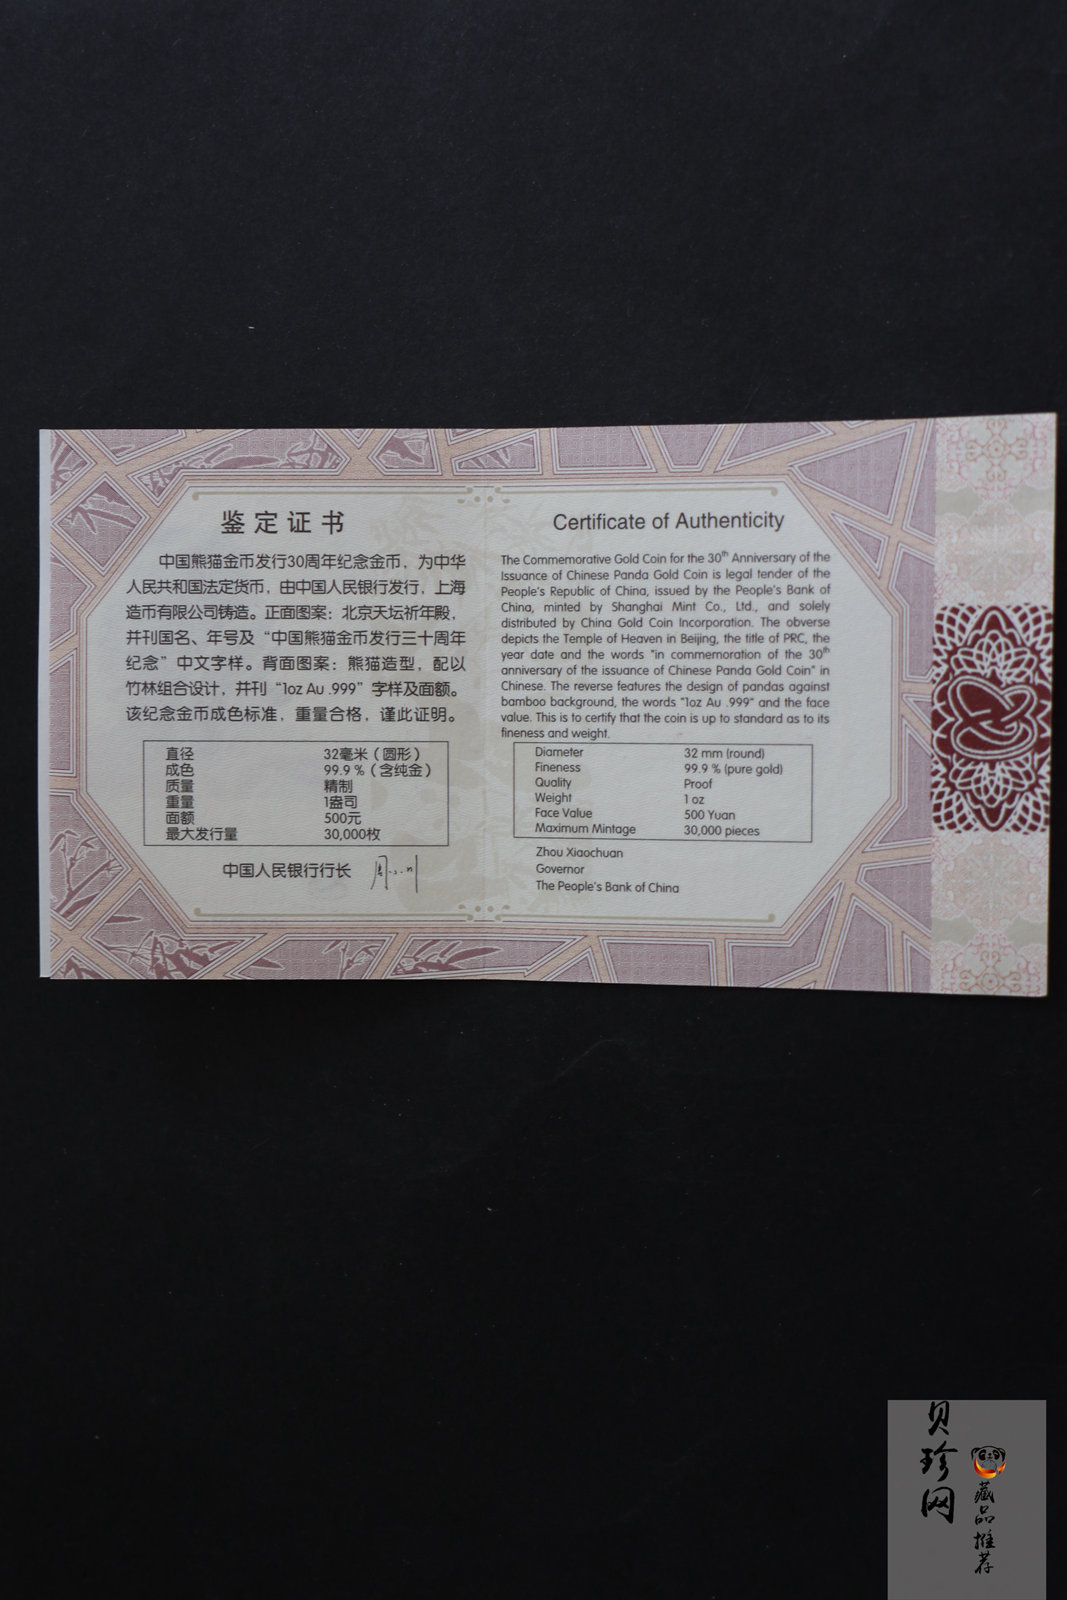 鉴定证书
中国熊猫金币发行30周年纪念金币，为中华
人民共和国法定货币，由中国人民银行发行，上海
造币有限公司铸造。正面图案：北京天坛祈年殿，
并刊国名、年号及“中国熊猫金币发行三十周年
纪念”中文字样。背面图案：熊猫造型，配以
竹林组合设计，并刊“1oz Au .999”字样及面额。
该纪念金币成色标准，重量合格，谨此证明。
直径 32毫米（圆形）
成色 99.9 %（含纯金）
质量 精制
重量 1盎司
面额 500元
最大发行量 30,000枚
中国人民银行行长
Certificate of Authenticity
The Commemorative Gold Coin for the 30th Anniversary of the
Issuance of Chinese Panda Gold Coin is legal tender of the
People's Republic of China, issued by the People's Bank of
China, minted by Shanghai Mint Co., Ltd., and solely
distributed by China Gold Coin Incorporation. The obverse
depicts the Temple of Heaven in Beijing, the title of PRC, the
year date and the words "in commemoration of the 30th
anniversary of the issuance of Chinese Panda Gold Coin" in
Chinese. The reverse features the design of pandas against
bamboo background, the words "1oz Au .999" and the face
value. This is to certify that the coin is up to standard as to its
fineness and weight.
Diameter 32 mm (round)
Fineness 99.9 % (pure gold)
Quality Proof
Weight 1 oz
Face Value 500 Yuan
Maximum Mintage 30,000 pieces
Zhou Xiaochuan
Governor
The People's Bank of China
贝珍网
藏品推荐